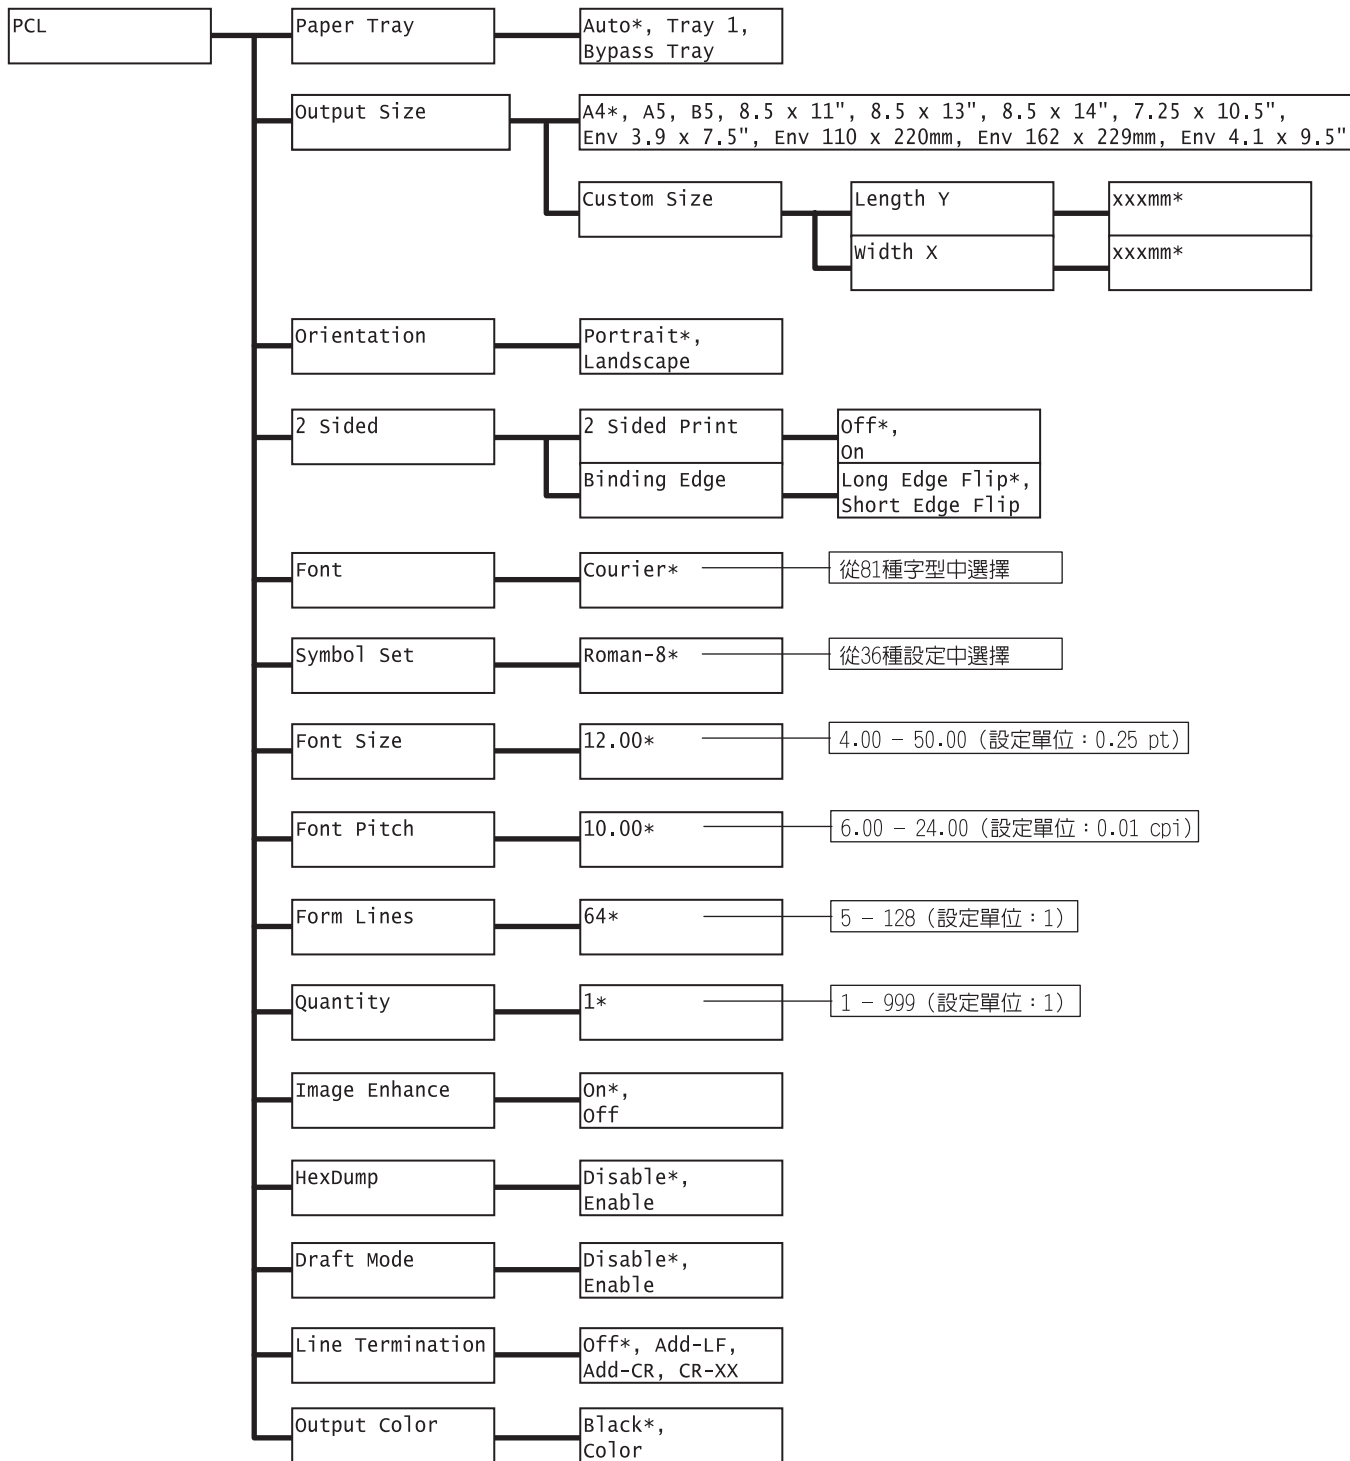 PCL
Paper Tray
Auto*, Tray 1,
Bypass Tray
Output Size
A4*, A5, B5, 8.5 x 11", 8.5 x 13", 8.5 x 14", 7.25 x 10.5",
Env 3.9 x 7.5", Env 110 x 220mm, Env 162 x 229mm, Env 4.1 x 9.5"
Custom Size
Length Y
xxxmm*
Width X
xxxmm*
Orientation
Portrait*,
Landscape
2 Sided
2 Sided Print
Off*,
On
Binding Edge
Long Edge Flip*,
Short Edge Flip
Font
Courier*
從81種字型中選擇
Symbol Set
Roman-8*
從36種設定中選擇
Font Size
12.00*
4.00 – 50.00（設定單位：0.25 pt）
Font Pitch
10.00*
6.00 – 24.00（設定單位：0.01 cpi）
Form Lines
64*
5 – 128（設定單位：1）
Quantity
1*
1 – 999（設定單位：1）
Image Enhance
On*,
Off
HexDump
Disable*,
Enable
Draft Mode
Disable*,
Enable
Line Termination
Off*, Add-LF,
Add-CR, CR-XX
Output Color
Black*,
Color